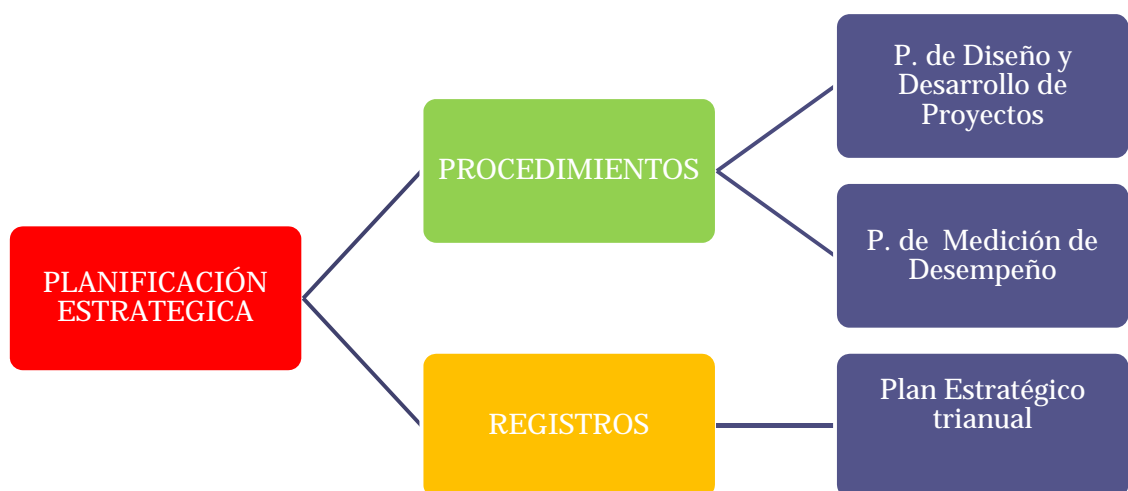 PLANIFICACIÓN
ESTRATEGICA
PROCEDIMIENTOS
P. de Diseño y
Desarrollo de
Proyectos
P. de Medición de
Desempeño
REGISTROS
Plan Estratégico
trianual